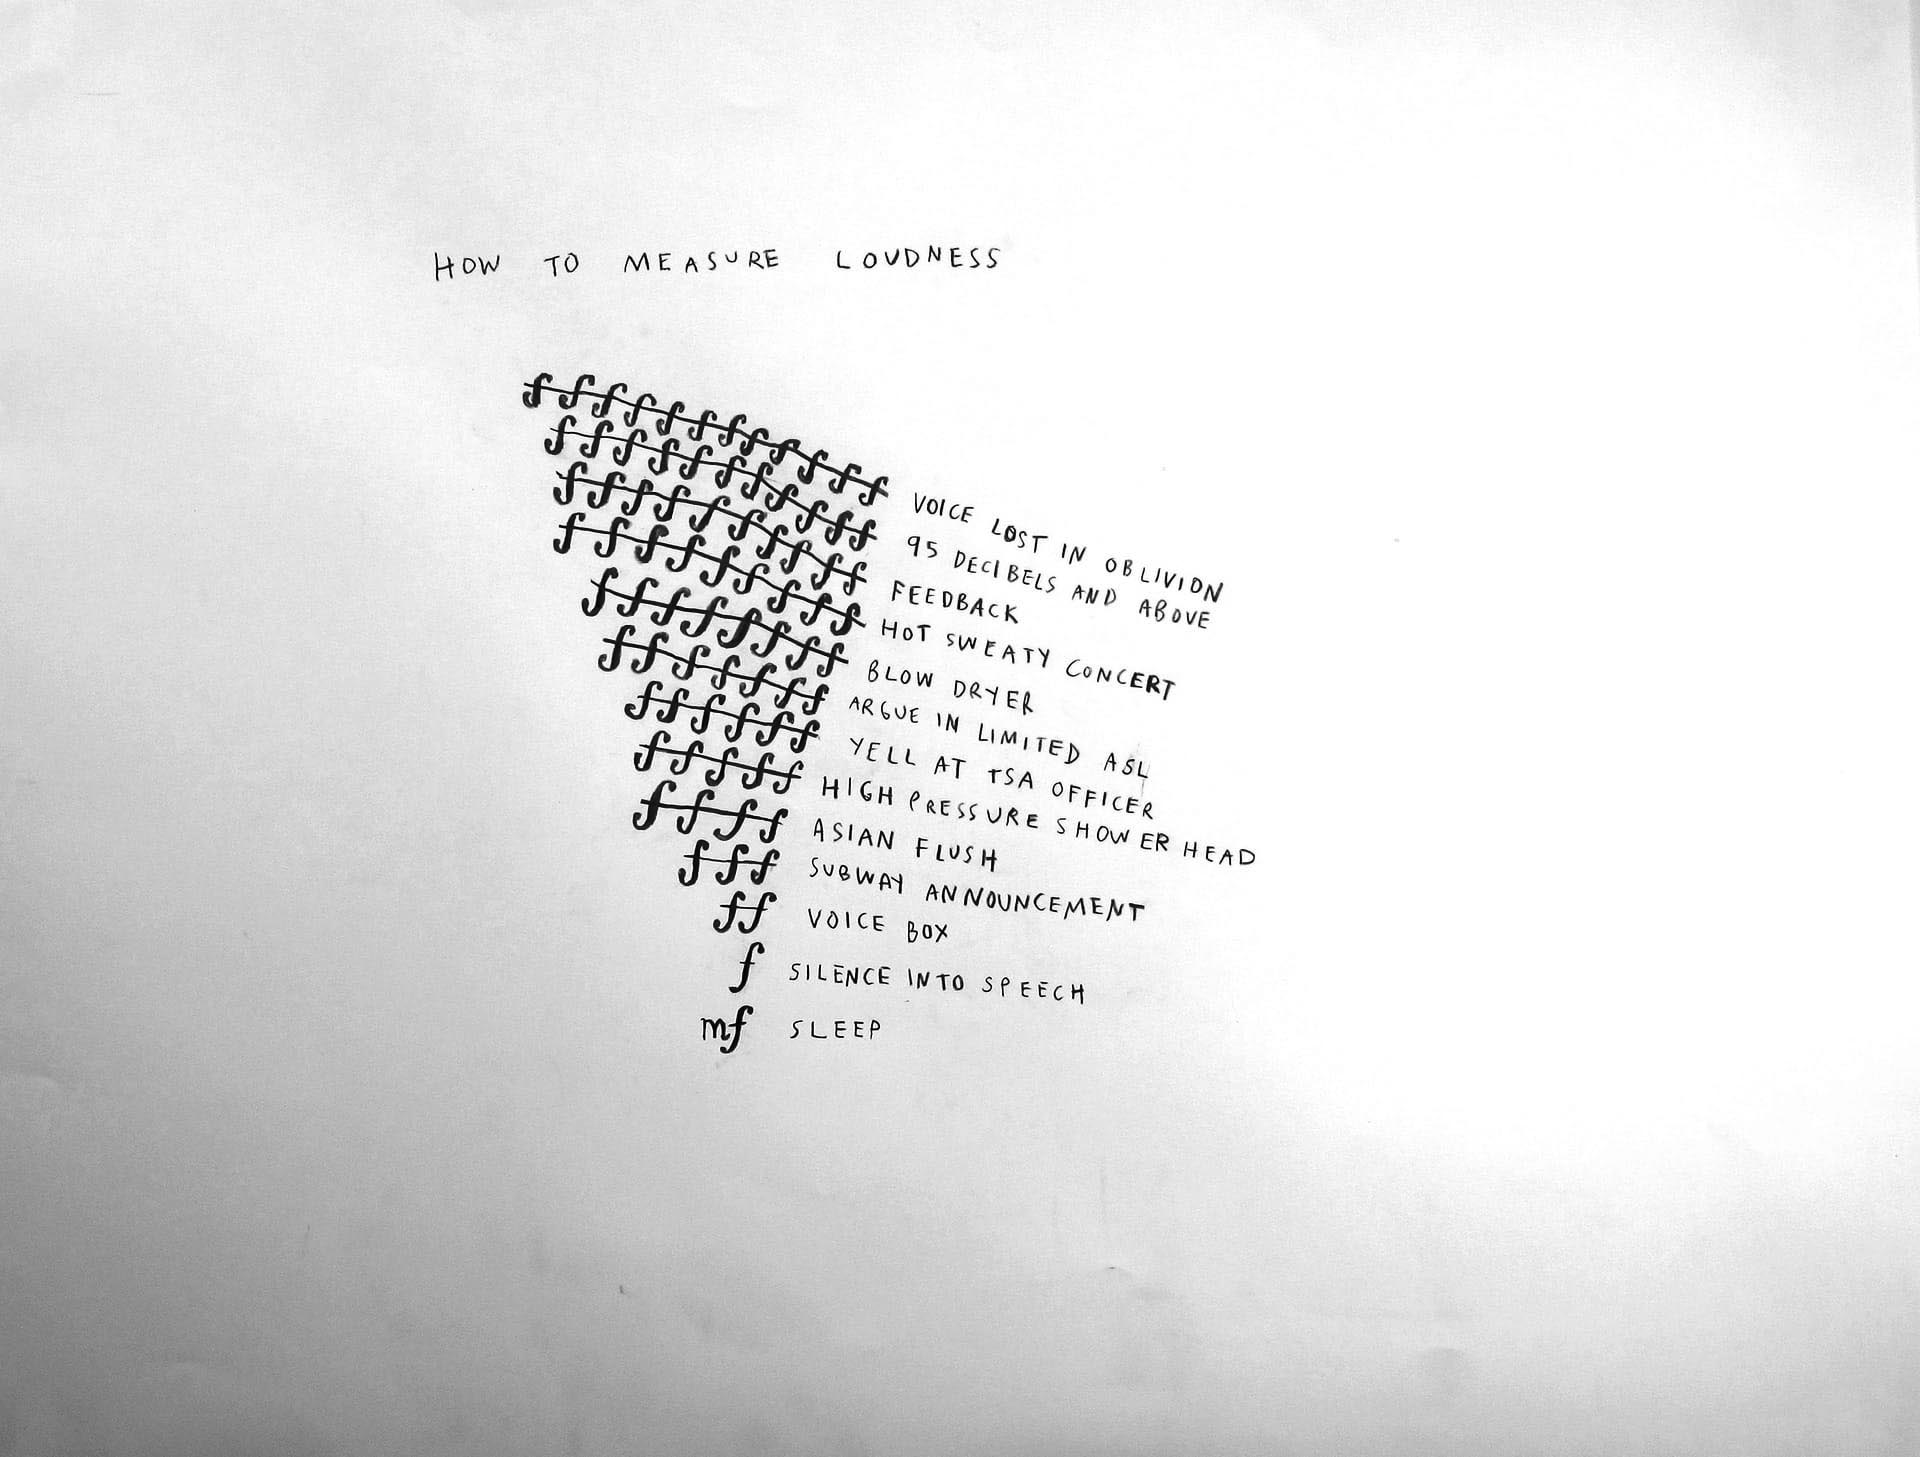 HOW TO MEASURE LOUDNESS
ffffffffffff VOICE LOST IN OBLIVION
fffffffffff 95 DECIBELS AND ABOVE
ffffffffff FEEDBACK
fffffffff HOT SWEATY CONCERT
ffffffff BLOW DRYER
fffffff ARGUE IN LIMITED ASL
ffffff YELL AT TSA OFFICER
fffff HIGH PRESSURE SHOWER HEAD
ffff ASIAN FLUSH
fff SUBWAY ANNOUNCEMENT
ff VOICE BOX
f SILENCE INTO SPEECH
mf SLEEP